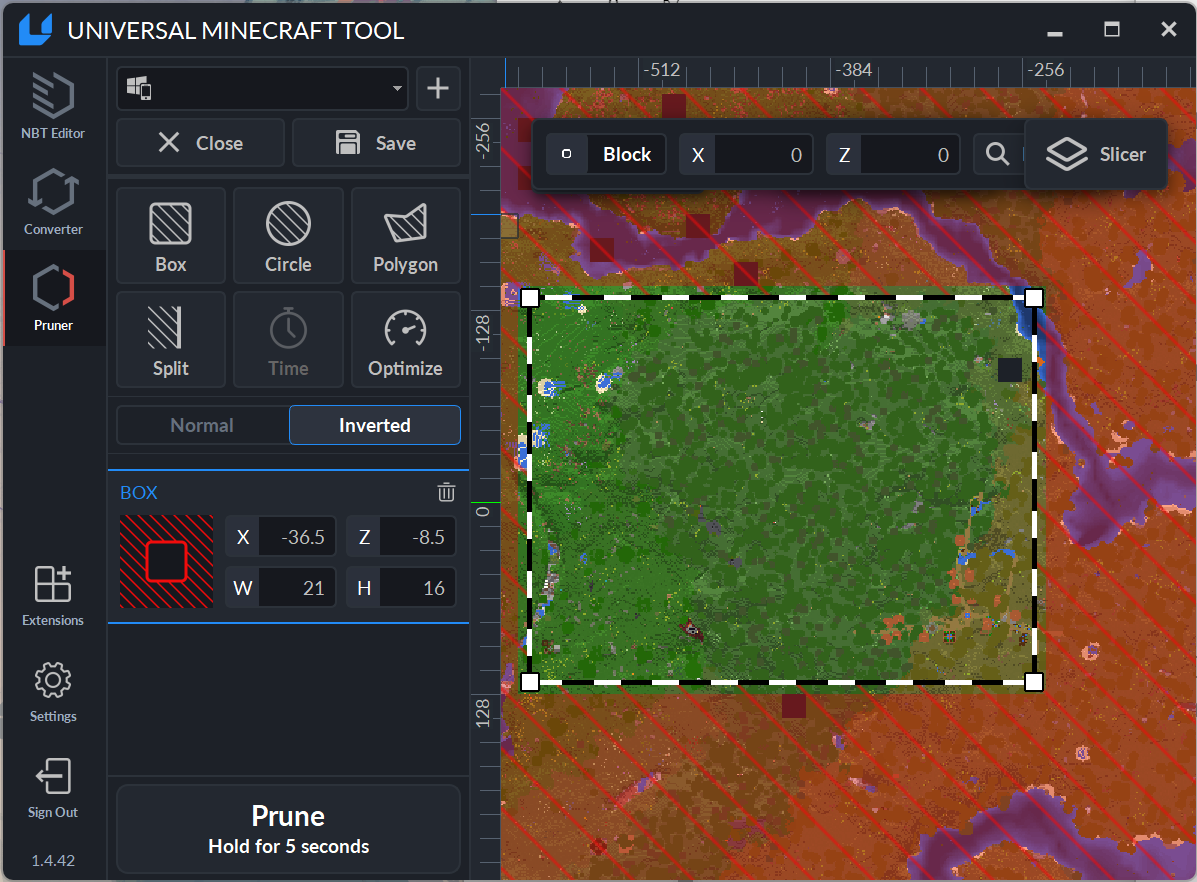 UNIVERSAL MINECRAFT TOOL
NBT Editor
Converter
Pruner
Extensions
Settings
Sign Out
1.4.42
Close
Save
Box
Circle
Polygon
Split
Time
Optimize
Normal
Inverted
BOX
X -36.5 Z -8.5
W 21 H 16
Prune
Hold for 5 seconds
-512 -384 -256
-256
-128
0
128
Block X 0 Z 0 Slicer